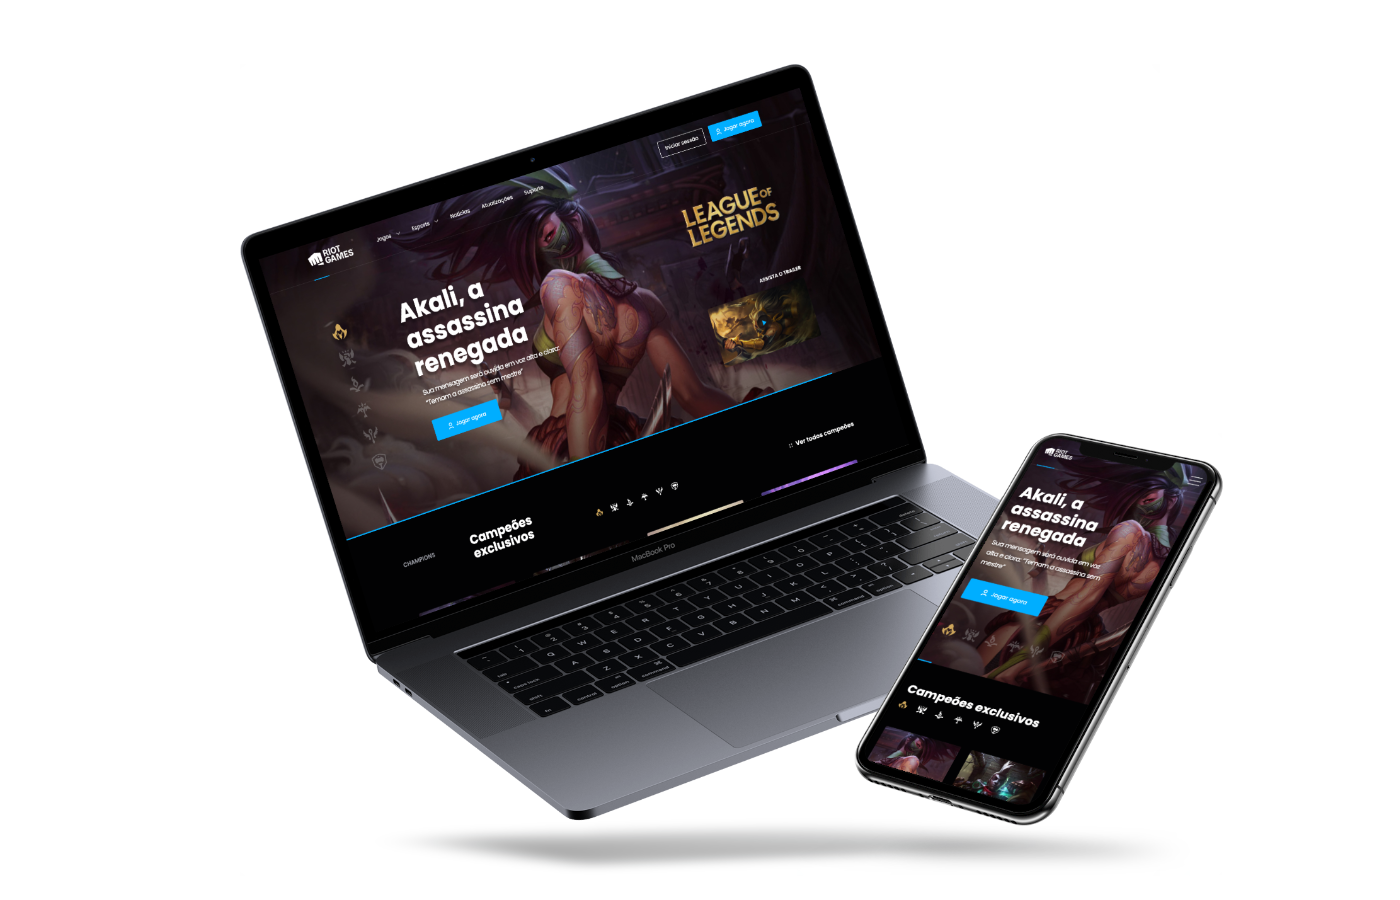 Iniciar sessão
Jogar agora
Jogos
Esports
Notícias
Atualizações
Suporte
RIOT
GAMES
LEAGUE OF
LEGENDS
Akali, a
assassina
renegada
Sua mensagem será ouvida em voz alta e clara:
"Temam a assassina sem mestre"
Jogar agora
ASSISTA O TEASER
Ver todos campeões
CHAMPIONS
Campeões
exclusivos
MacBook Pro
RIOT
GAMES
Akali, a
assassina
renegada
Sua mensagem será ouvida em voz
alta e clara: "Temam a assassina sem
mestre"
Jogar agora
Campeões exclusivos